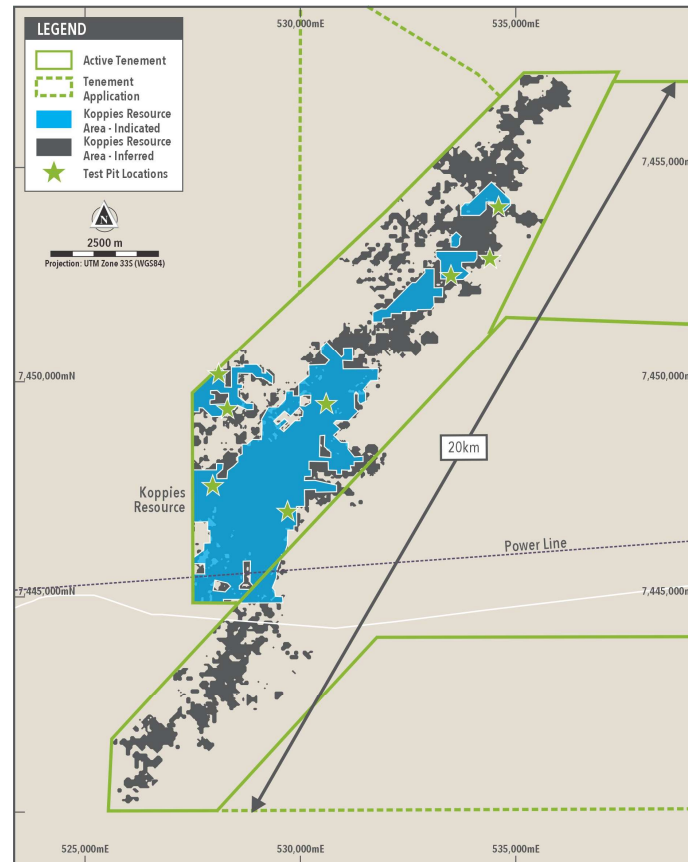 530,000mE
535,000mE
LEGEND
Active Tenement
Tenement
Application
Koppies Resource
Area - Indicated
Koppies Resource
Area - Inferred
Test Pit Locations
N
2500 m
Projection: UTM Zone 33S (WGS84)
7,455,000mN
7,450,000mN
7,450,000mN
20km
Koppies
Resource
Power Line
7,445,000mN
7,445,000mN
525,000mE
530,000mE
535,000mE